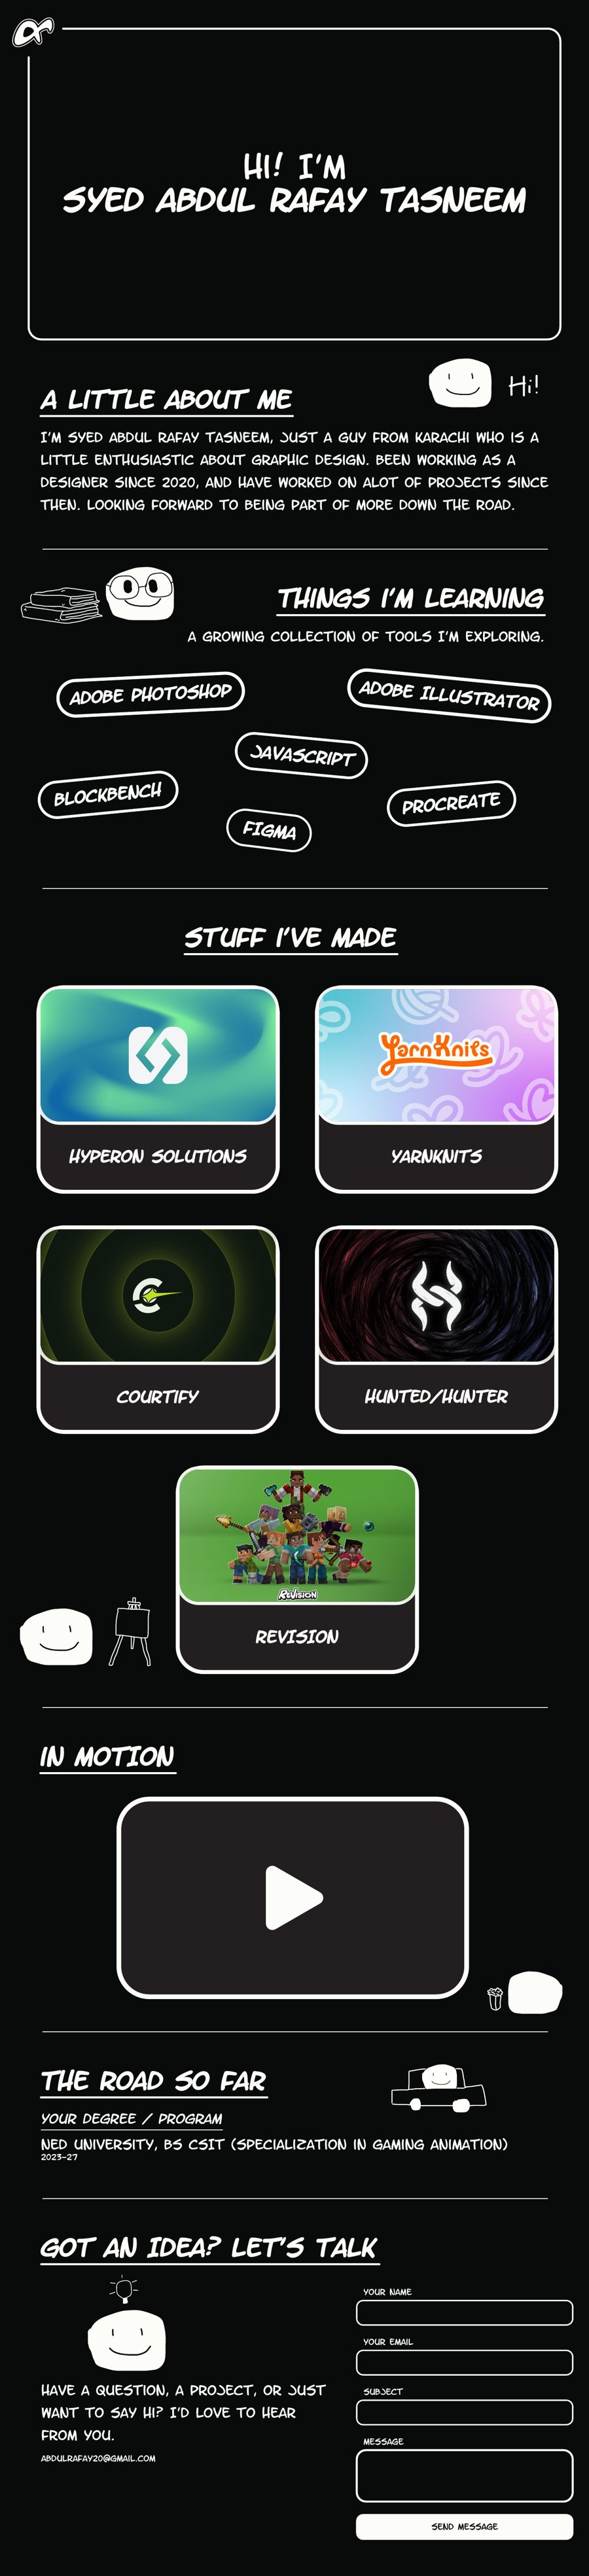 HI! I'M
SYED ABDUL RAFAY TASNEEM
Hi!
A LITTLE ABOUT ME
I'M SYED ABDUL RAFAY TASNEEM, JUST A GUY FROM KARACHI WHO IS A
LITTLE ENTHUSIASTIC ABOUT GRAPHIC DESIGN. BEEN WORKING AS A
DESIGNER SINCE 2020, AND HAVE WORKED ON ALOT OF PROJECTS SINCE
THEN. LOOKING FORWARD TO BEING PART OF MORE DOWN THE ROAD.
THINGS I'M LEARNING
A GROWING COLLECTION OF TOOLS I'M EXPLORING.
ADOBE PHOTOSHOP
ADOBE ILLUSTRATOR
JAVASCRIPT
BLOCKBENCH
PROCREATE
FIGMA
STUFF I'VE MADE
YarnKnits
HYPERON SOLUTIONS
YARNKNITS
COURTIFY
HUNTED/HUNTER
REVISION
REVISION
IN MOTION
THE ROAD SO FAR
YOUR DEGREE / PROGRAM
NED UNIVERSITY, BS CSIT (SPECIALIZATION IN GAMING ANIMATION)
2023-27
GOT AN IDEA? LET'S TALK
HAVE A QUESTION, A PROJECT, OR JUST
WANT TO SAY HI? I'D LOVE TO HEAR
FROM YOU.
ABDULRAFAY20@GMAIL.COM
YOUR NAME
YOUR EMAIL
SUBJECT
MESSAGE
SEND MESSAGE